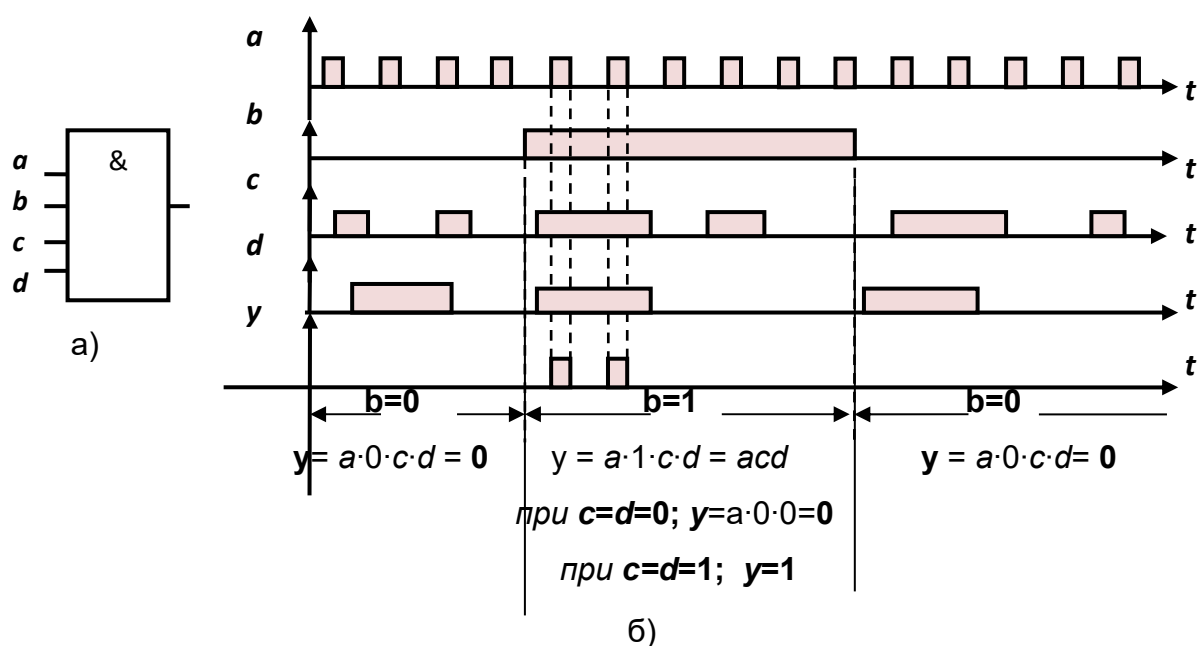 a
t
b
&
a
b
c
d
а)
t
c
t
d
t
y
t
b=0 b=1 b=0
y= a·0·c·d = 0 y = a·1·c·d = acd y = a·0·c·d= 0
при c=d=0; y=а·0·0=0
при c=d=1; y=1
б)